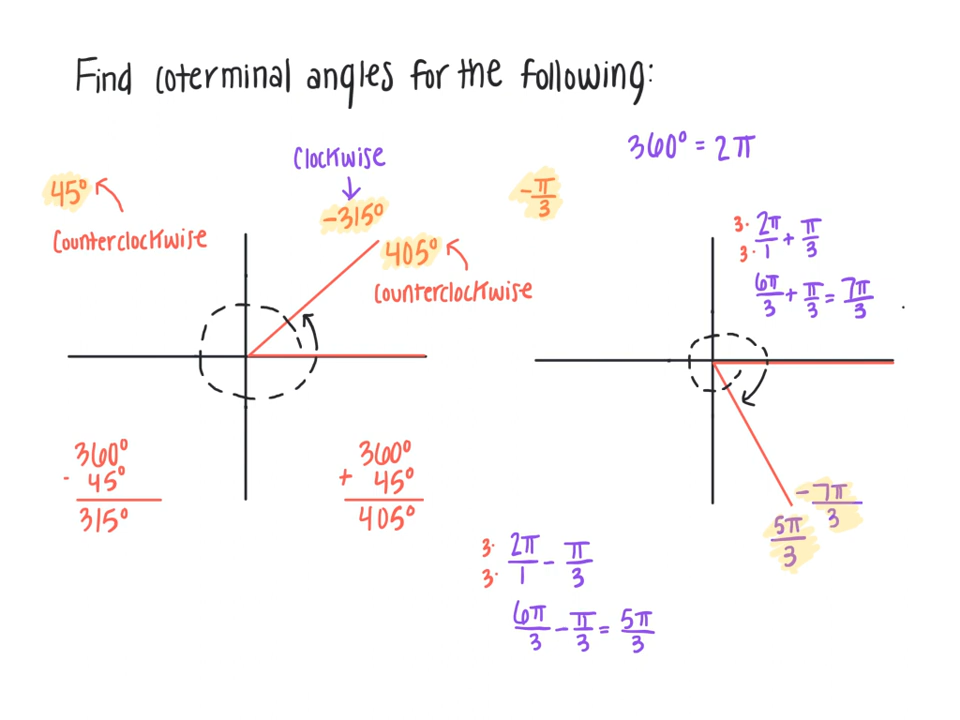 Find coterminal angles for the following:
45°
Counterclockwise
Clockwise
-315°
405°
Counterclockwise
360°
- 45°
315°
360°
+ 45°
405°
360° = 2π
-π/3
3· 2π/1 + π/3
3·
6π/3 + π/3 = 7π/3
-7π/3
5π/3
3· 2π/1 - π/3
3·
6π/3 - π/3 = 5π/3